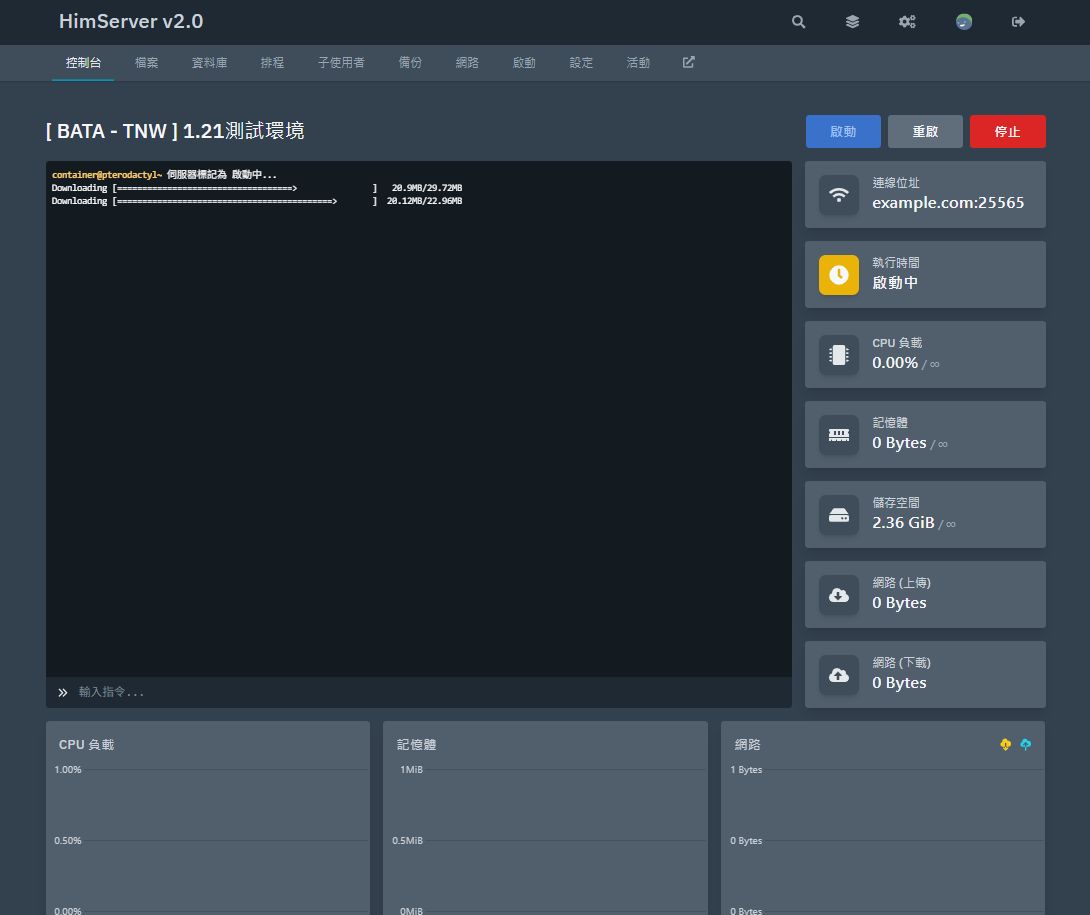 HimServer v2.0
控制台 檔案 資料庫 排程 子使用者 備份 網路 啟動 設定 活動
[ BATA - TNW ] 1.21測試環境
啟動 重啟 停止
container@pterodactyl~ 伺服器標記為 啟動中...
Downloading [==================================>               ]   20.9MB/29.72MB
Downloading [==========================================>       ]  20.12MB/22.96MB
輸入指令...
連線位址
example.com:25565
執行時間
啟動中
CPU 負載
0.00% / ∞
記憶體
0 Bytes / ∞
儲存空間
2.36 GiB / ∞
網路 (上傳)
0 Bytes
網路 (下載)
0 Bytes
CPU 負載
1.00%
0.50%
0.00%
記憶體
1MiB
0.5MiB
0MiB
網路
1 Bytes
0 Bytes
0 Bytes